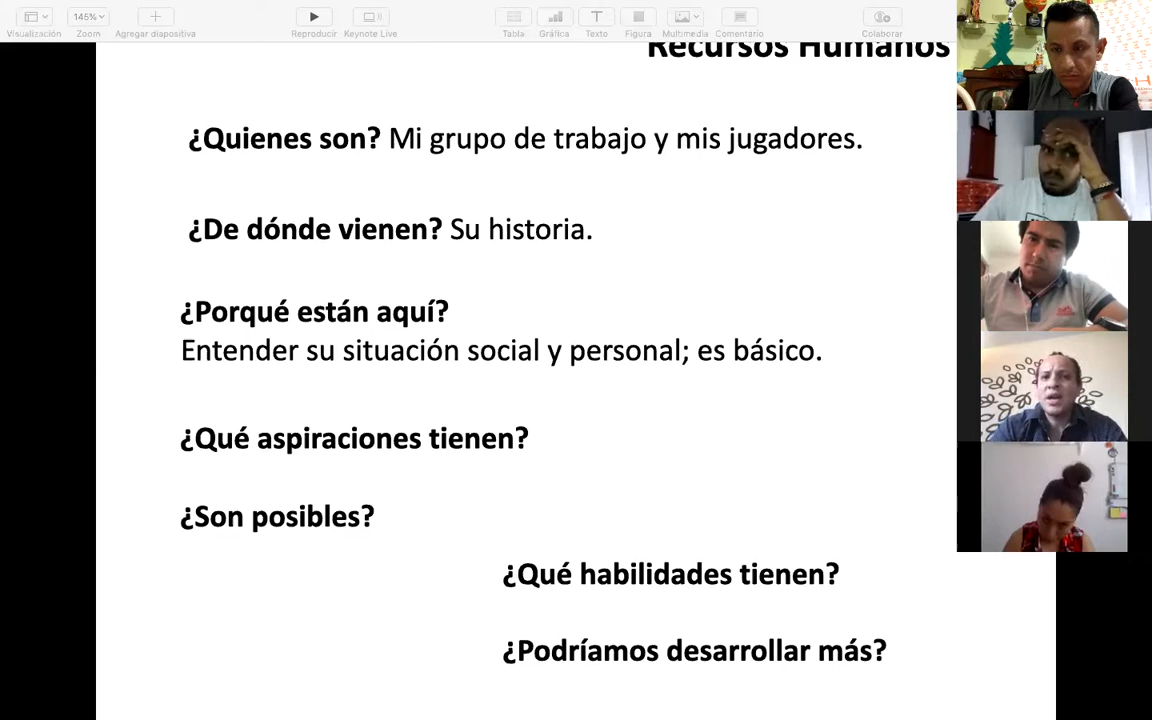 145%
Visualización
Zoom
Agregar diapositiva
Reproducir
Keynote Live
Tabla
Gráfica
Texto
Figura
Multimedia
Comentario
Colaborar
Recursos Humanos
¿Quienes son? Mi grupo de trabajo y mis jugadores.
¿De dónde vienen? Su historia.
¿Porqué están aquí?
Entender su situación social y personal; es básico.
¿Qué aspiraciones tienen?
¿Son posibles?
¿Qué habilidades tienen?
¿Podríamos desarrollar más?